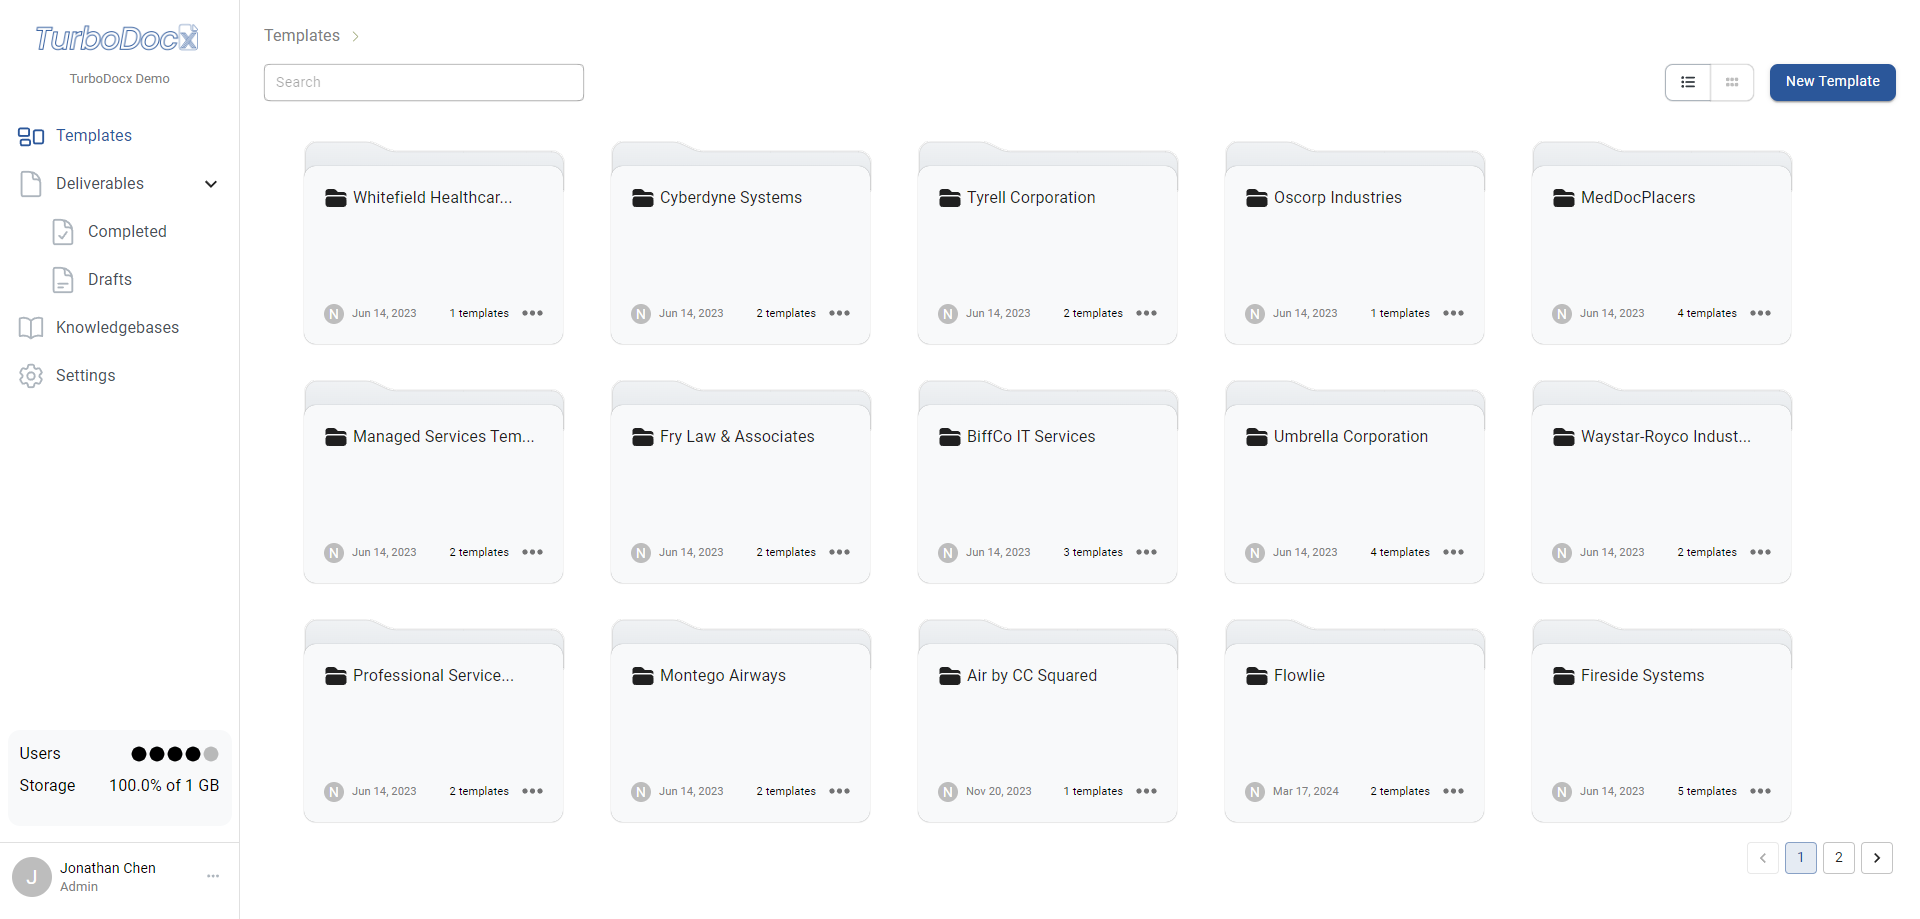 TurboDocx
TurboDocx Demo
Templates
Deliverables
Completed
Drafts
Knowledgebases
Settings
Users
Storage 100.0% of 1 GB
J
Jonathan Chen
Admin
Templates
Search
New Template
Whitefield Healthcar...
N Jun 14, 2023 1 templates
Cyberdyne Systems
N Jun 14, 2023 2 templates
Tyrell Corporation
N Jun 14, 2023 2 templates
Oscorp Industries
N Jun 14, 2023 1 templates
MedDocPlacers
N Jun 14, 2023 4 templates
Managed Services Tem...
N Jun 14, 2023 2 templates
Fry Law & Associates
N Jun 14, 2023 2 templates
BiffCo IT Services
N Jun 14, 2023 3 templates
Umbrella Corporation
N Jun 14, 2023 4 templates
Waystar-Royco Indust...
N Jun 14, 2023 2 templates
Professional Service...
N Jun 14, 2023 2 templates
Montego Airways
N Jun 14, 2023 2 templates
Air by CC Squared
N Nov 20, 2023 1 templates
Flowlie
N Mar 17, 2024 2 templates
Fireside Systems
N Jun 14, 2023 5 templates
1 2